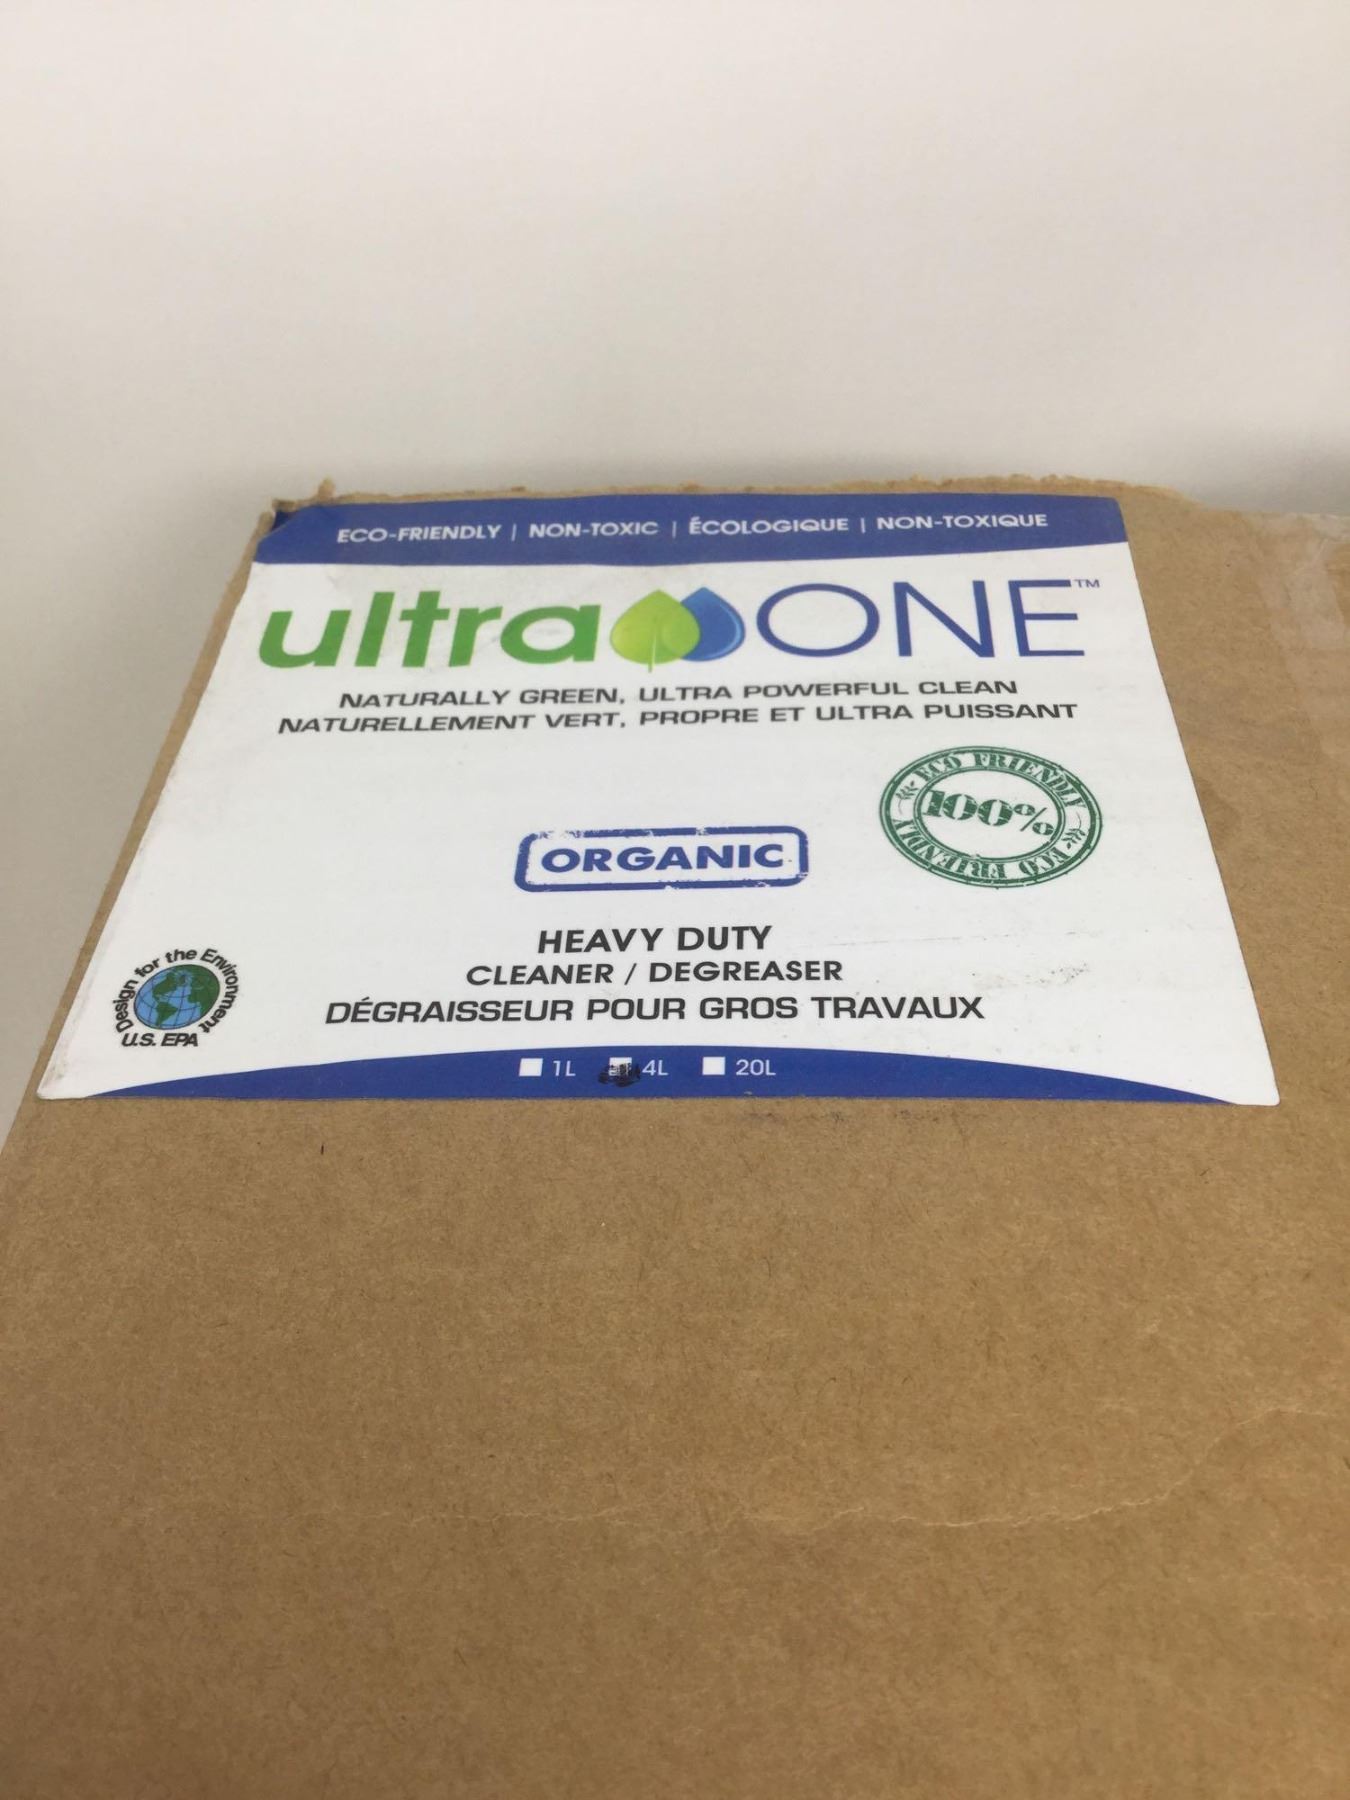 ECO-FRIENDLY | NON-TOXIC | ÉCOLOGIQUE | NON-TOXIQUE
ultra ONE™
NATURALLY GREEN, ULTRA POWERFUL CLEAN
NATURELLEMENT VERT, PROPRE ET ULTRA PUISSANT
ECO FRIENDLY
100%
ECO FRIENDLY
ORGANIC
HEAVY DUTY
CLEANER / DEGREASER
DÉGRAISSEUR POUR GROS TRAVAUX
Design for the Environment
U.S. EPA
1L 4L 20L